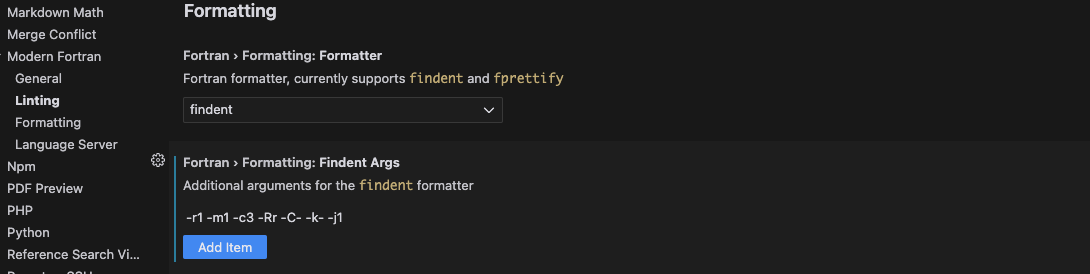 Formatting
Markdown Math
Merge Conflict
Modern Fortran
General
Linting
Formatting
Language Server
Npm
PDF Preview
PHP
Python
Reference Search Vi...
Fortran › Formatting: Formatter
Fortran formatter, currently supports findent and fprettify
findent
Fortran › Formatting: Findent Args
Additional arguments for the findent formatter
-r1 -m1 -c3 -Rr -C- -k- -j1
Add Item